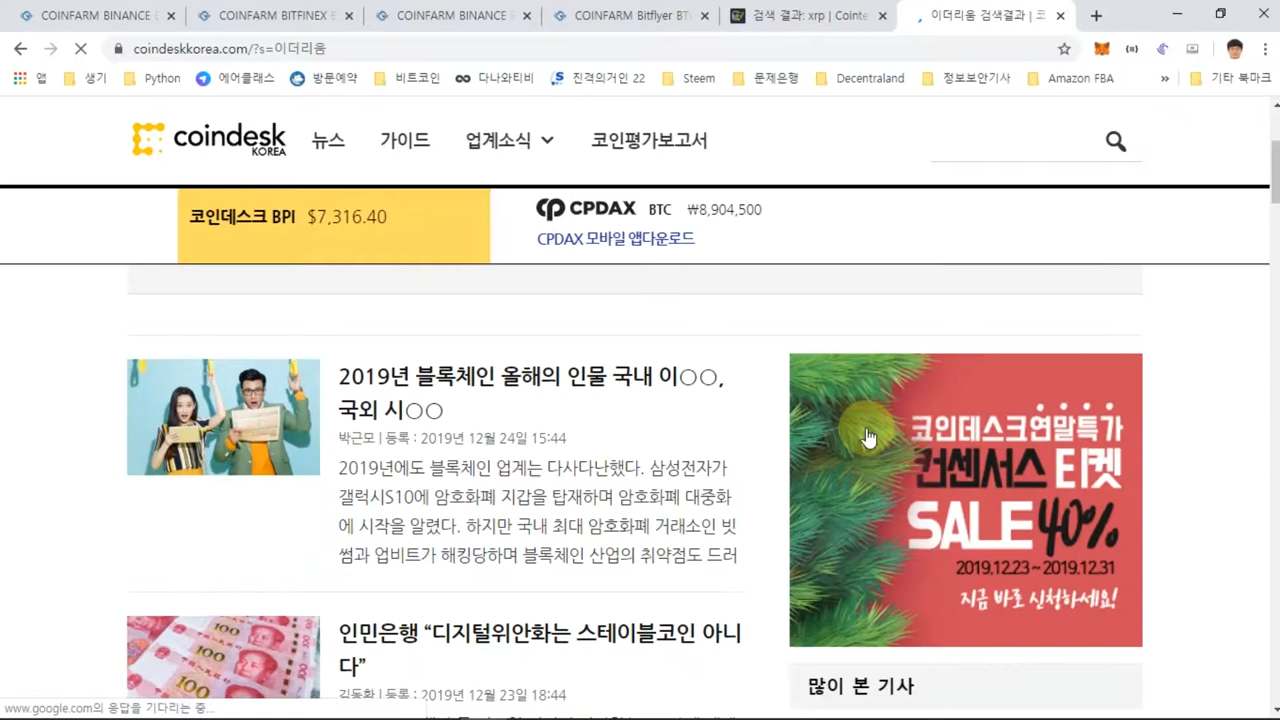 COINFARM BINANCE E
COINFARM BITFINEX E
COINFARM BINANCE E
COINFARM Bitflyer BT
검색 결과: xrp | Cointe
이더리움 검색결과 | 코
coindeskkorea.com/?s=이더리움
앱
생기
Python
에어클래스
방문예약
비트코인
다나와티비
진격의거인 22
Steem
문제은행
Decentraland
정보보안기사
Amazon FBA
»
기타 북마크
coindesk
KOREA
뉴스
가이드
업계소식
코인평가보고서
코인데스크 BPI $7,316.40
CPDAX BTC ₩8,904,500
CPDAX 모바일 앱다운로드
2019년 블록체인 올해의 인물 국내 이○○,
국외 시○○
박근모 | 등록 : 2019년 12월 24일 15:44
2019년에도 블록체인 업계는 다사다난했다. 삼성전자가
갤럭시S10에 암호화폐 지갑을 탑재하며 암호화폐 대중화
에 시작을 알렸다. 하지만 국내 최대 암호화폐 거래소인 빗
썸과 업비트가 해킹당하며 블록체인 산업의 취약점도 드러
코인데스크연말특가
컨센서스 티켓
SALE 40%
2019.12.23~2019.12.31
지금 바로 신청하세요!
100
100
100
인민은행 “디지털위안화는 스테이블코인 아니
다”
김동환 | 등록 : 2019년 12월 23일 18:44
많이 본 기사
www.google.com의 응답을 기다리는 중...